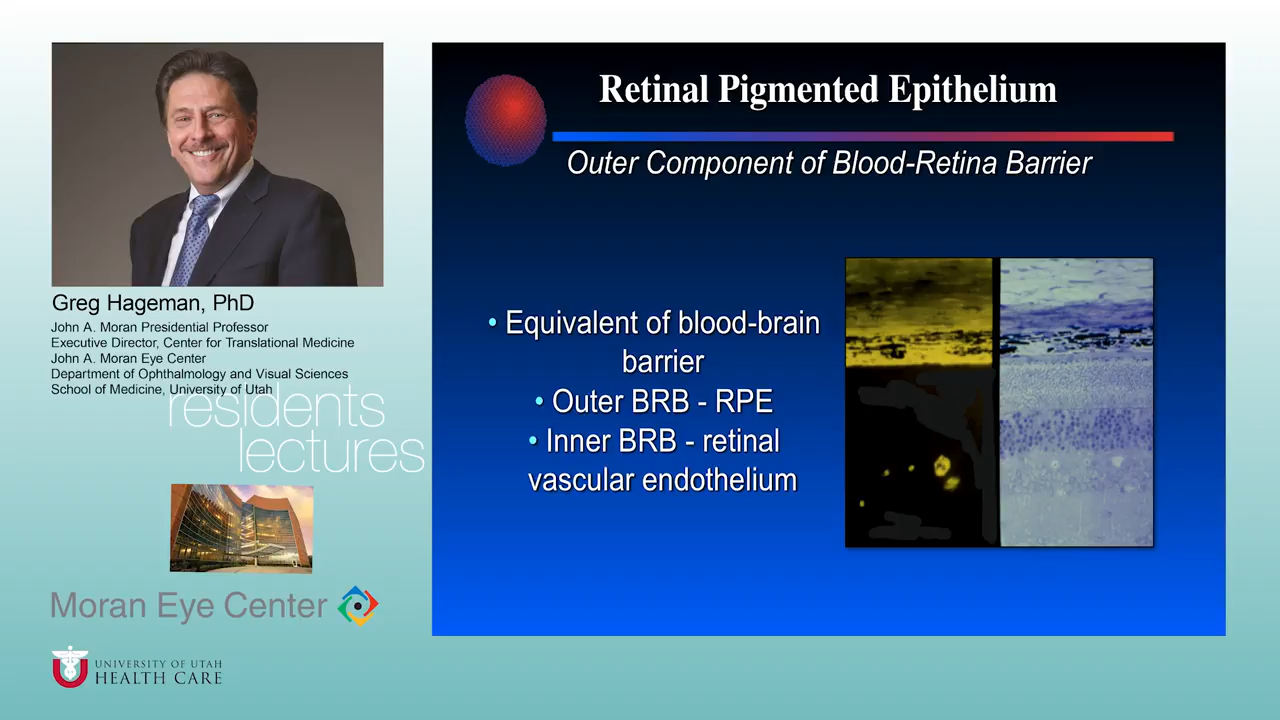 Retinal Pigmented Epithelium
Outer Component of Blood-Retina Barrier
• Equivalent of blood-brain
barrier
• Outer BRB - RPE
• Inner BRB - retinal
vascular endothelium
Greg Hageman, PhD
John A. Moran Presidential Professor
Executive Director, Center for Translational Medicine
John A. Moran Eye Center
Department of Ophthalmology and Visual Sciences
School of Medicine, University of Utah
residents
lectures
Moran Eye Center
UNIVERSITY OF UTAH
HEALTH CARE